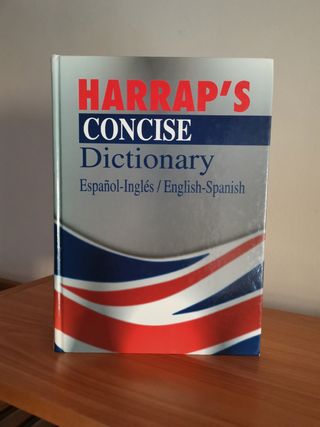 HARRAP'S
CONCISE
Dictionary
Español-Inglés / English-Spanish